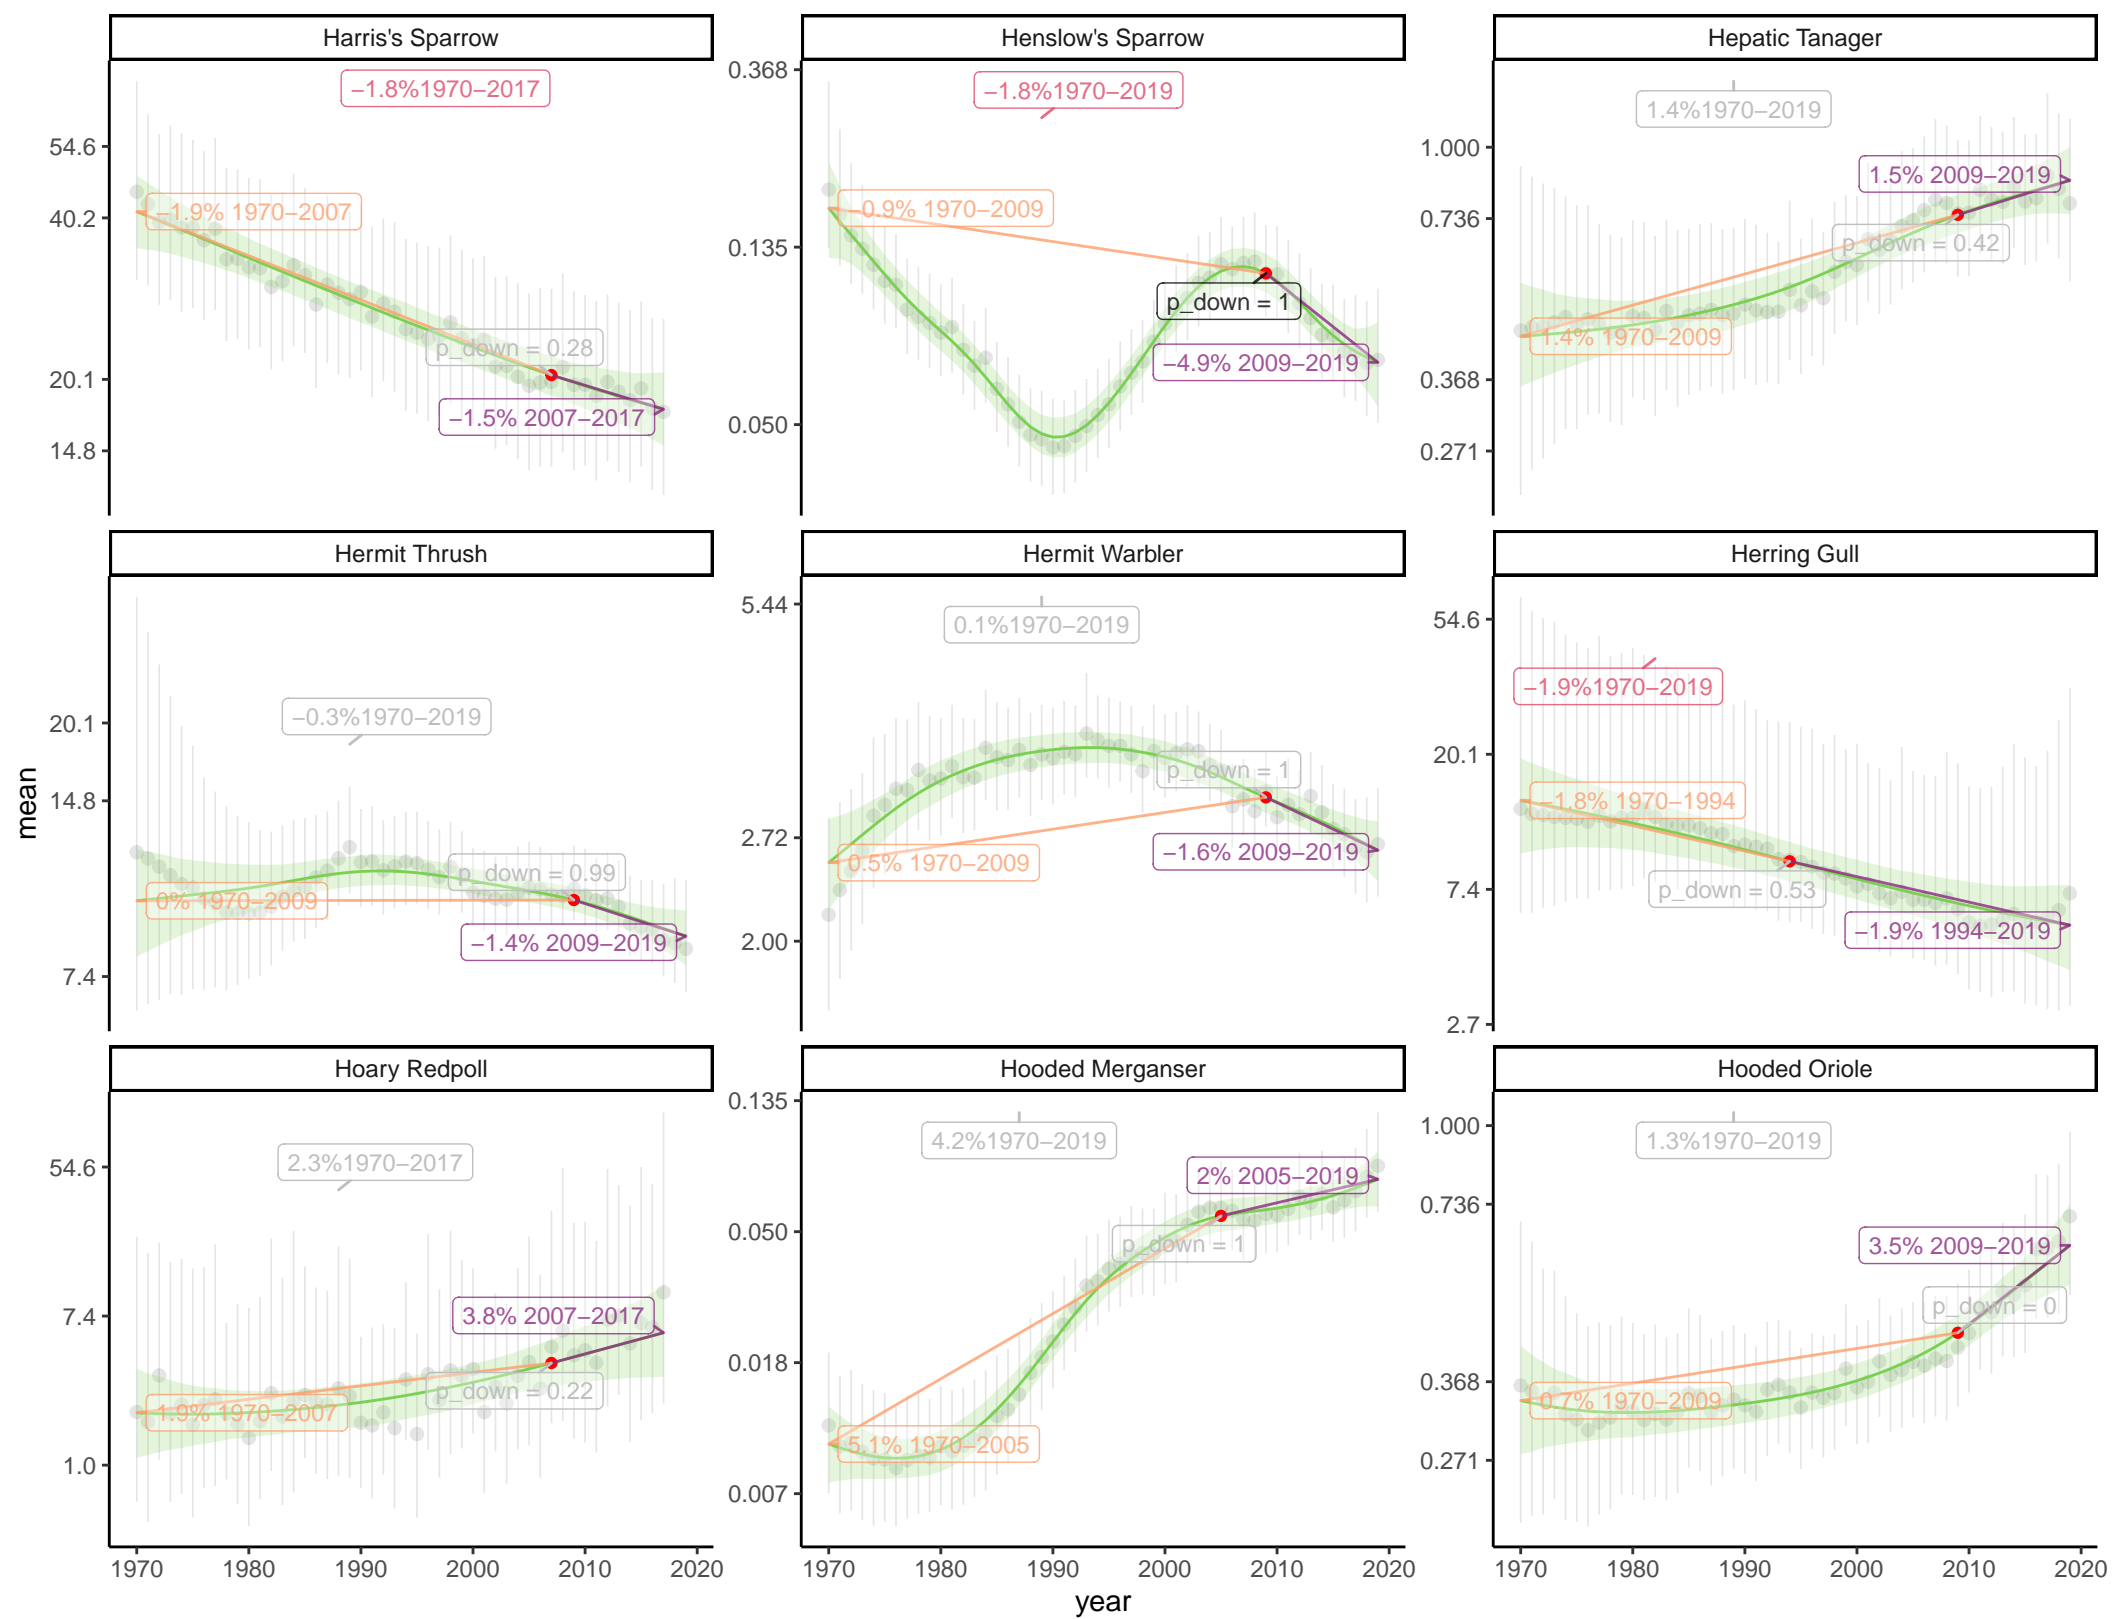 Harris's Sparrow
Henslow's Sparrow
Hepatic Tanager
54.6
40.2
20.1
14.8
−1.8%1970−2017
−1.9% 1970−2007
p_down = 0.28
−1.5% 2007−2017
0.368
0.135
0.050
−1.8%1970−2019
−0.9% 1970−2009
p_down = 1
−4.9% 2009−2019
1.000
0.736
0.368
0.271
1.4%1970−2019
1.5% 2009−2019
p_down = 0.42
1.4% 1970−2009
Hermit Thrush
Hermit Warbler
Herring Gull
mean
20.1
14.8
7.4
−0.3%1970−2019
p_down = 0.99
0% 1970−2009
−1.4% 2009−2019
5.44
2.72
2.00
0.1%1970−2019
p_down = 1
0.5% 1970−2009
−1.6% 2009−2019
54.6
20.1
7.4
2.7
−1.9%1970−2019
−1.8% 1970−1994
p_down = 0.53
−1.9% 1994−2019
Hoary Redpoll
Hooded Merganser
Hooded Oriole
54.6
7.4
1.0
2.3%1970−2017
3.8% 2007−2017
p_down = 0.22
1.9% 1970−2007
0.135
0.050
0.018
0.007
4.2%1970−2019
2% 2005−2019
p_down = 1
5.1% 1970−2005
1.000
0.736
0.368
0.271
1.3%1970−2019
3.5% 2009−2019
p_down = 0
0.7% 1970−2009
1970 1980 1990 2000 2010 2020
1970 1980 1990 2000 2010 2020
1970 1980 1990 2000 2010 2020
year